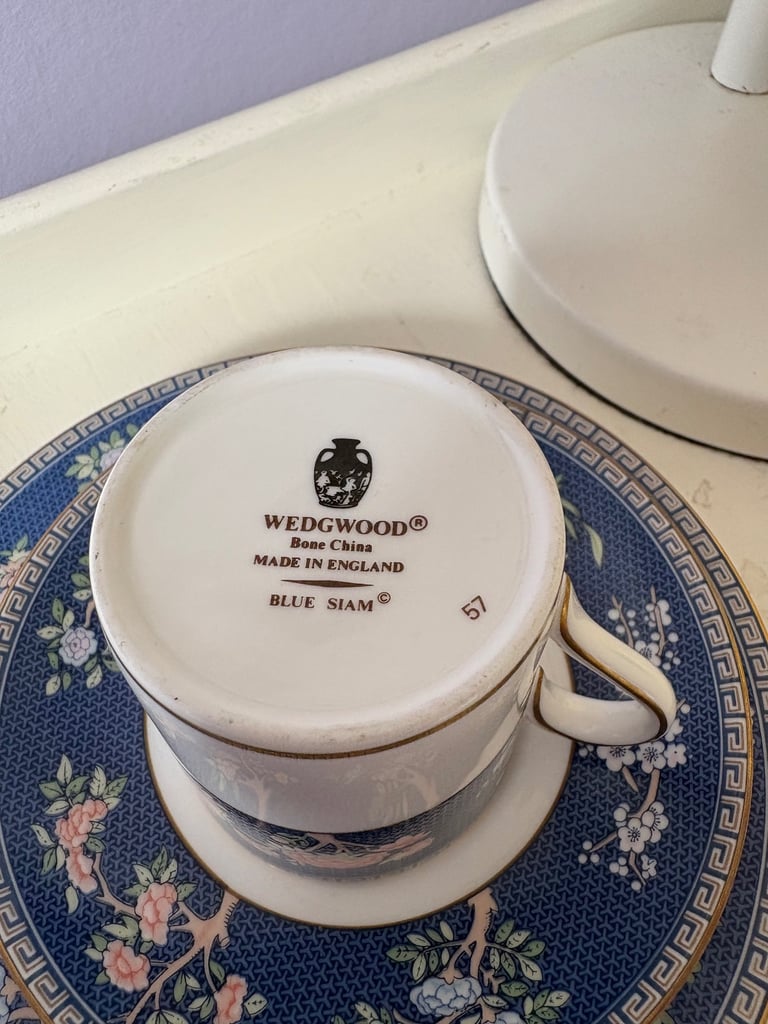 WEDGWOOD®
Bone China
MADE IN ENGLAND
BLUE SIAM©
57